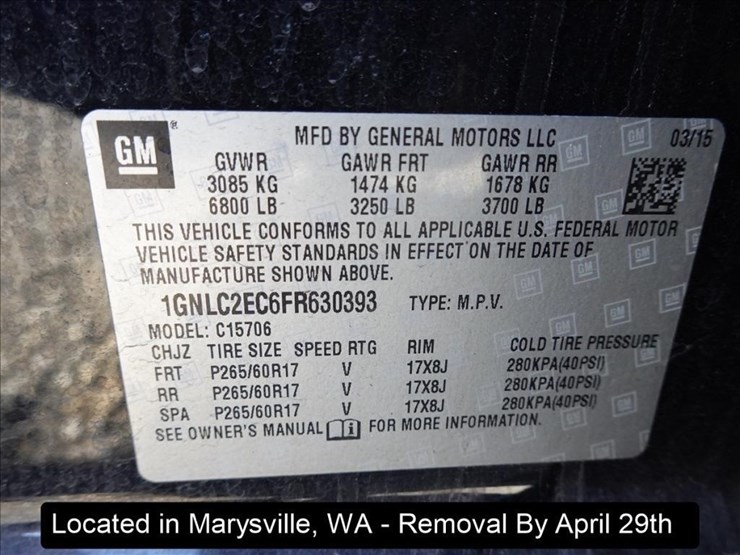 GM ® MFD BY GENERAL MOTORS LLC 03/15
GVWR GAWR FRT GAWR RR
3085 KG 1474 KG 1678 KG
6800 LB 3250 LB 3700 LB
THIS VEHICLE CONFORMS TO ALL APPLICABLE U.S. FEDERAL MOTOR
VEHICLE SAFETY STANDARDS IN EFFECT ON THE DATE OF
MANUFACTURE SHOWN ABOVE.
1GNLC2EC6FR630393 TYPE: M.P.V.
MODEL: C15706
CHJZ TIRE SIZE SPEED RTG RIM COLD TIRE PRESSURE
FRT P265/60R17 V 17X8J 280KPA(40PSI)
RR P265/60R17 V 17X8J 280KPA(40PSI)
SPA P265/60R17 V 17X8J 280KPA(40PSI)
SEE OWNER'S MANUAL i FOR MORE INFORMATION.
Located in Marysville, WA - Removal By April 29th